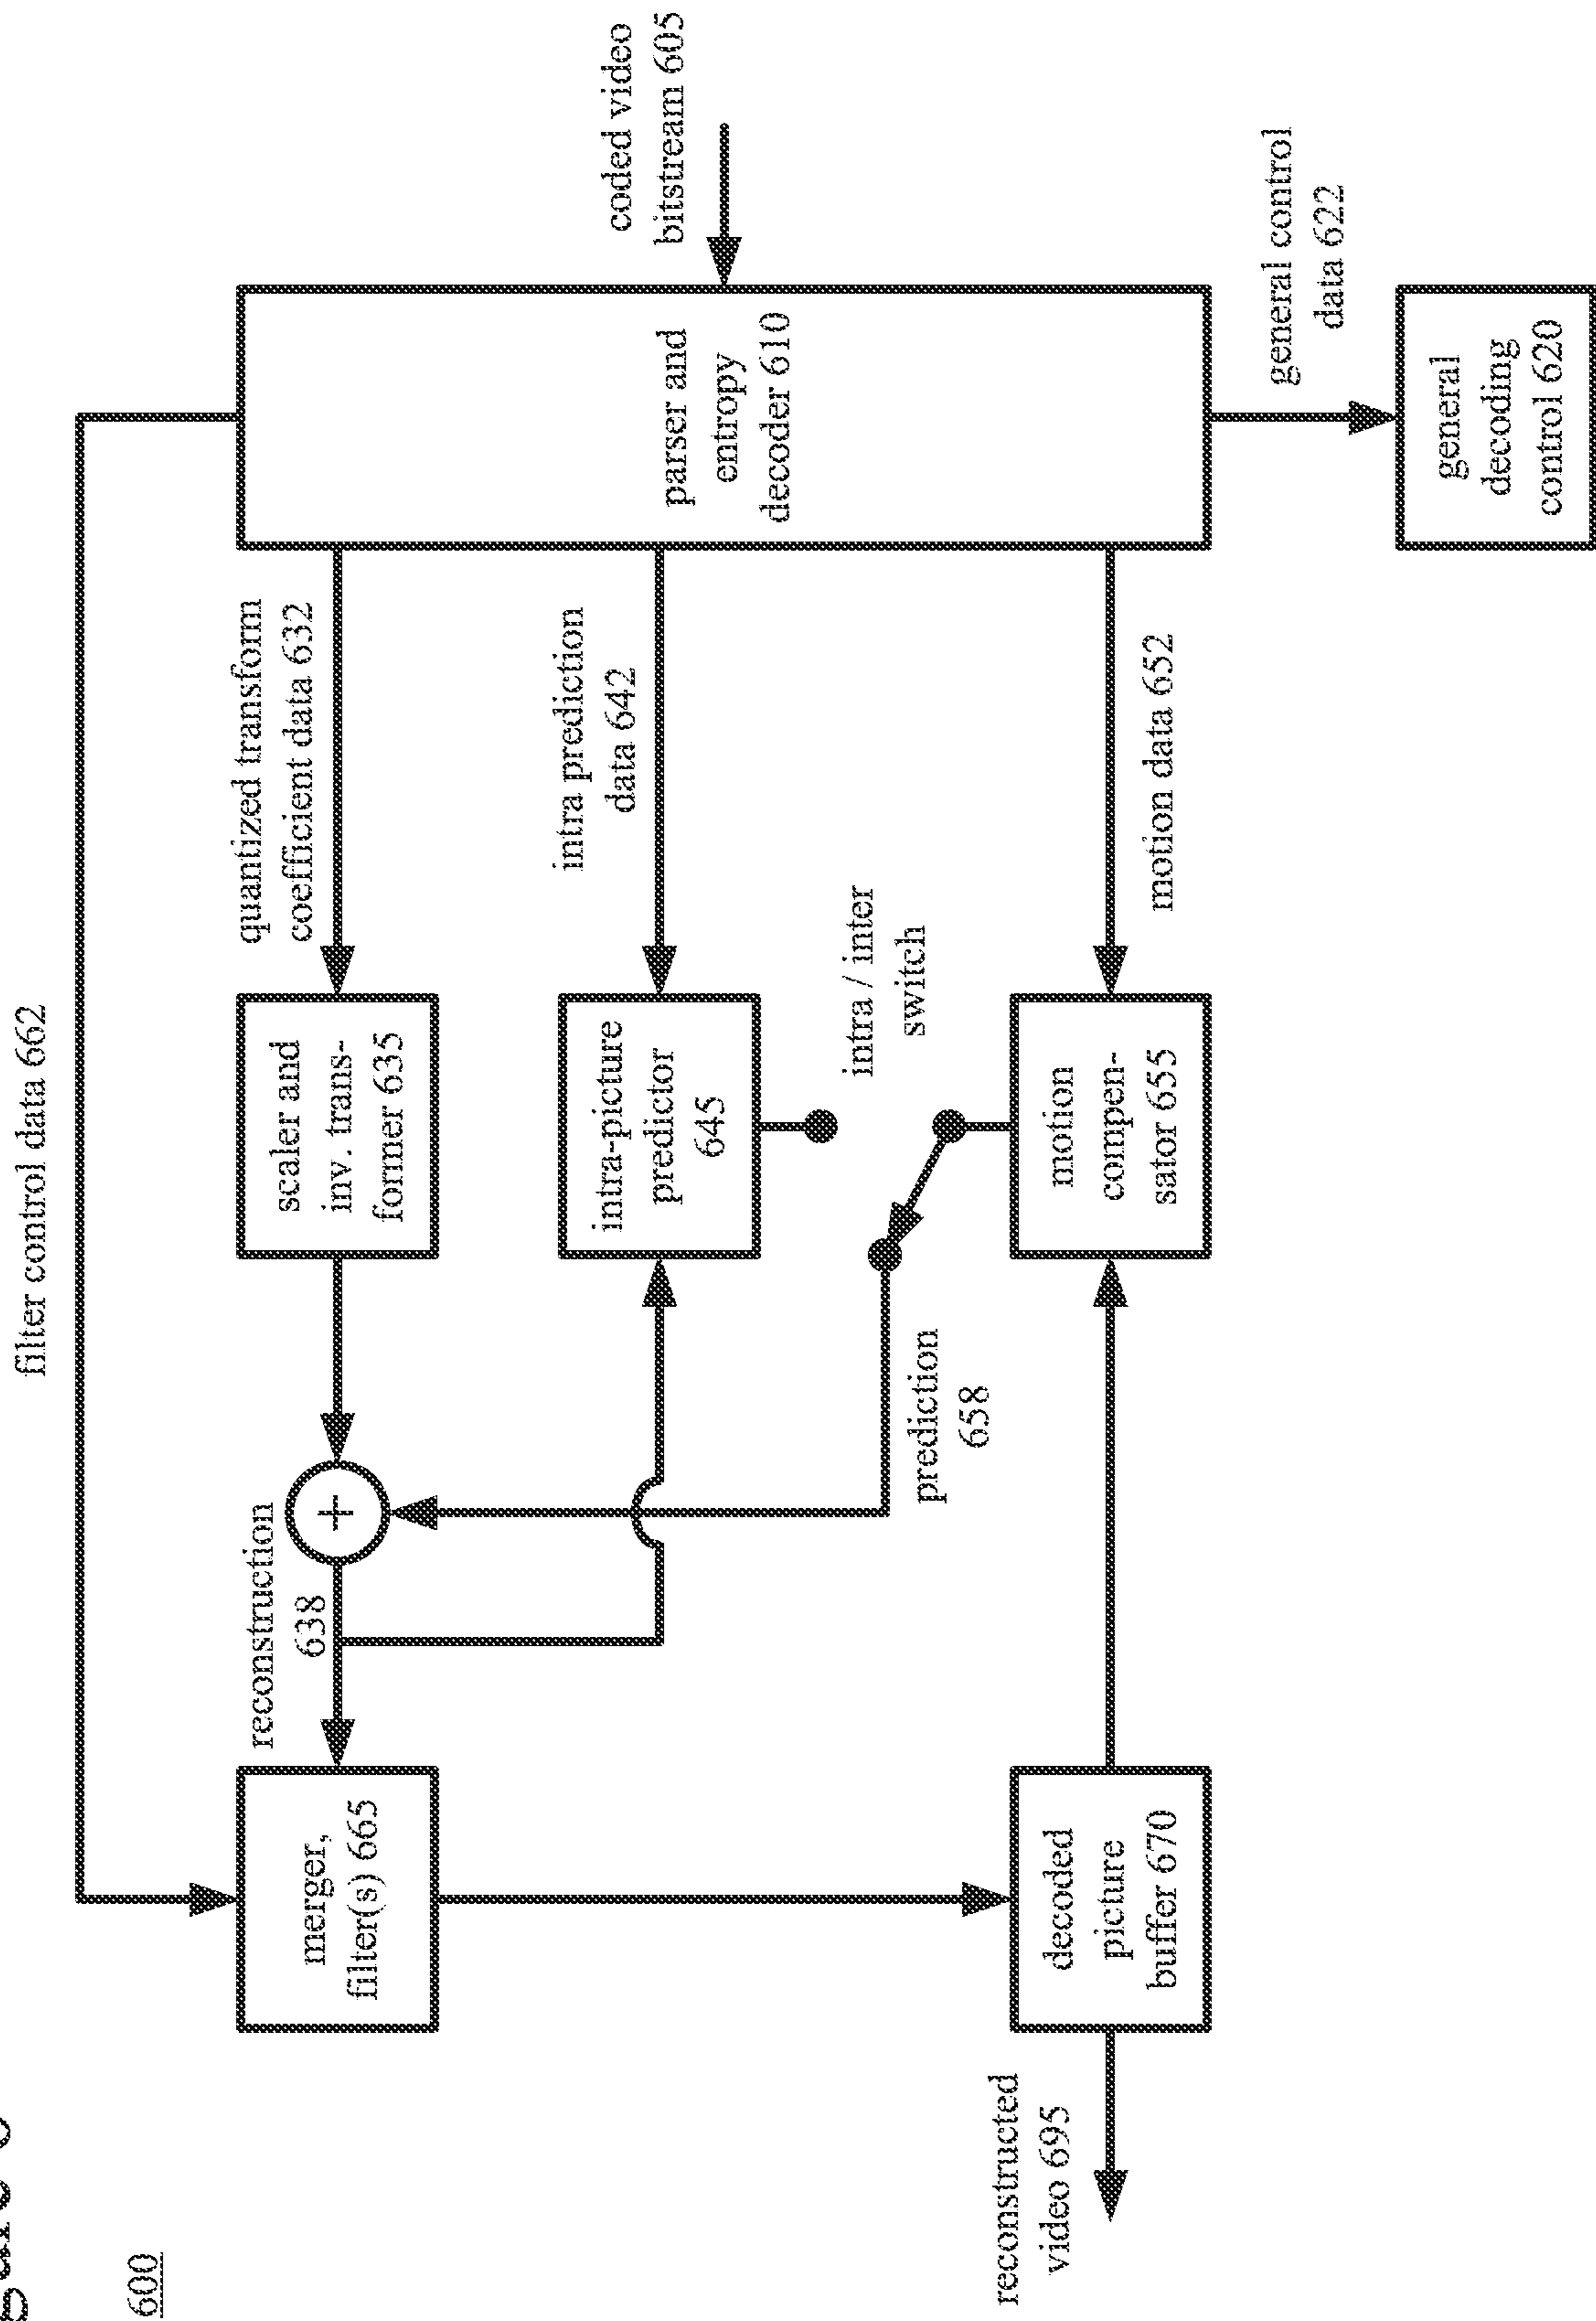 600
filter control data 662
merger,
filter(s) 665
reconstruction
638
+
scaler and
inv. trans-
former 635
quantized transform
coefficient data 632
intra-picture
predictor
645
intra prediction
data 642
parser and
entropy
decoder 610
coded video
bitstream 605
intra / inter
switch
prediction
658
reconstructed
video 695
decoded
picture
buffer 670
motion
compen-
sator 655
motion data 652
general control
data 622
general
decoding
control 620